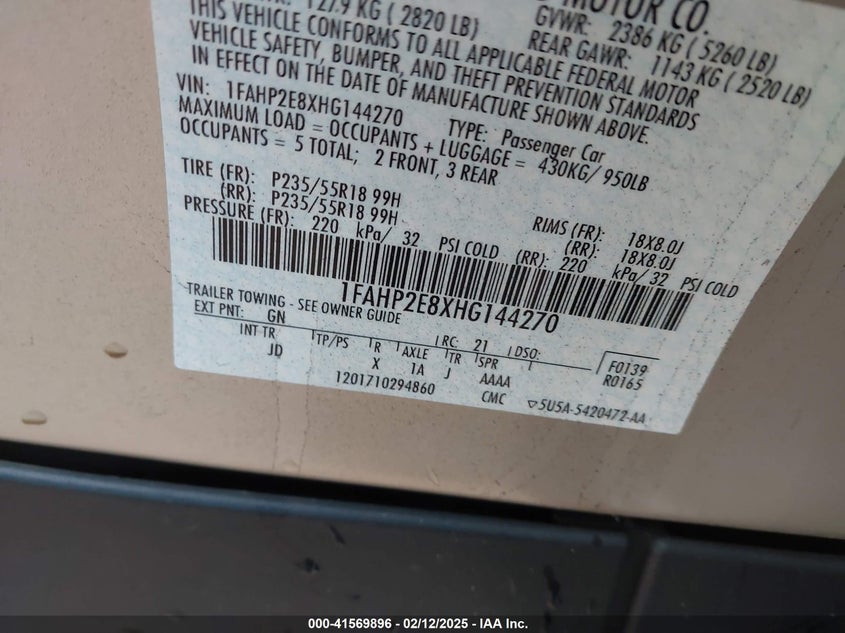 127.9 KG ( 2820 LB)
MOTOR CO.
GVWR: 2386 KG ( 5260 LB)
REAR GAWR: 1143 KG ( 2520 LB)
THIS VEHICLE CONFORMS TO ALL APPLICABLE FEDERAL MOTOR
VEHICLE SAFETY, BUMPER, AND THEFT PREVENTION STANDARDS
IN EFFECT ON THE DATE OF MANUFACTURE SHOWN ABOVE.
VIN: 1FAHP2E8XHG144270
TYPE: Passenger Car
MAXIMUM LOAD = OCCUPANTS + LUGGAGE = 430KG/ 950LB
OCCUPANTS = 5 TOTAL; 2 FRONT, 3 REAR
TIRE (FR): P235/55R18 99H RIMS (FR): 18X8.0J
(RR): P235/55R18 99H (RR): 18X8.0J
PRESSURE (FR): 220 kPa/ 32 PSI COLD (RR): 220 kPa/ 32 PSI COLD
1FAHP2E8XHG144270
TRAILER TOWING - SEE OWNER GUIDE
EXT PNT: GN RC: 21 DSO:
INT TR TP/PS R AXLE TR SPR F0139
JD X 1A J AAAA R0165
1201710294860 CMC ▽5U5A-5420472-AA
000-41569896 - 02/12/2025 - IAA Inc.